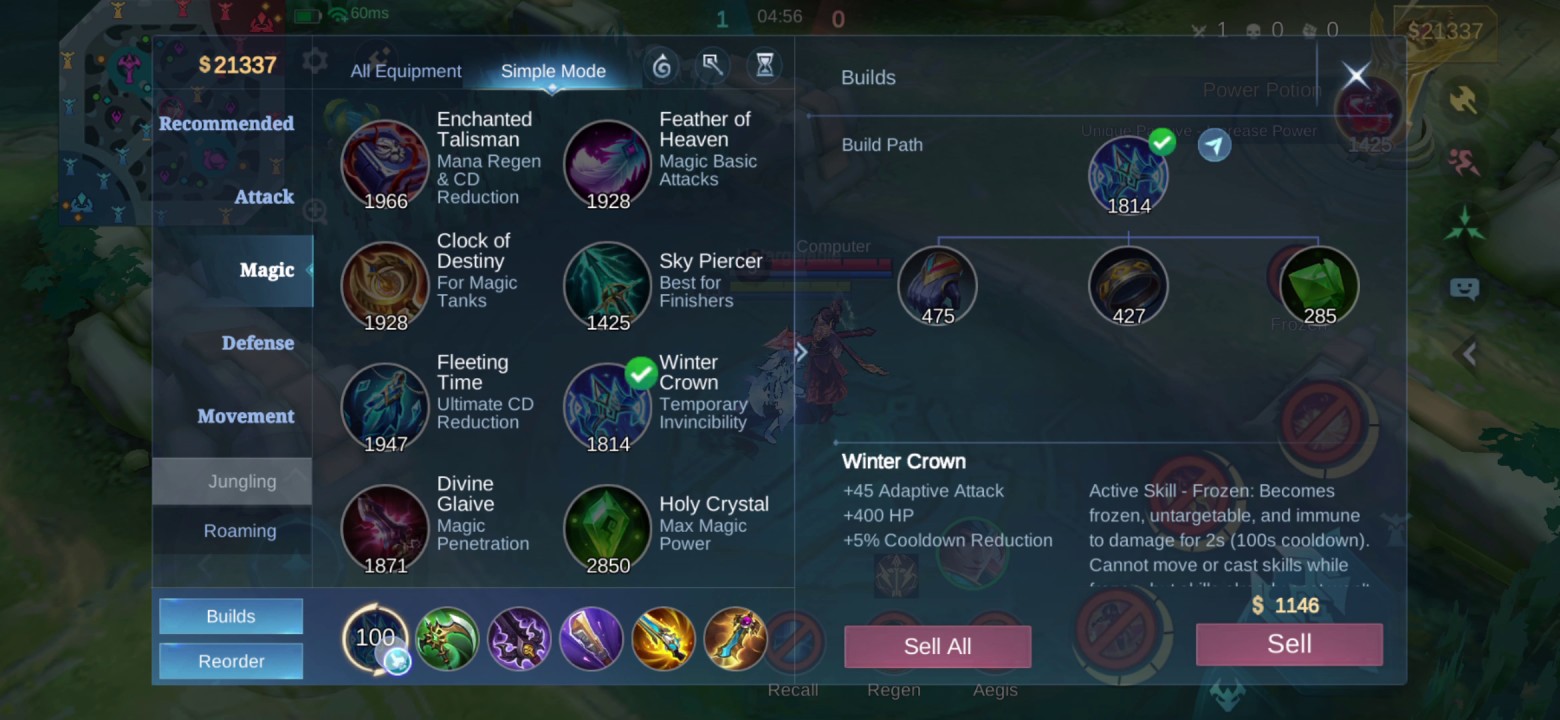 60ms
1 04:56 0
1 0 0
$21337
$21337
All Equipment
Simple Mode
Recommended
Attack
Magic
Defense
Movement
Jungling
Roaming
Enchanted
Talisman
Mana Regen
& CD
Reduction
1966
Feather of
Heaven
Magic Basic
Attacks
1928
Clock of
Destiny
For Magic
Tanks
1928
Sky Piercer
Best for
Finishers
1425
Fleeting
Time
Ultimate CD
Reduction
1947
Winter
Crown
Temporary
Invincibility
1814
Divine
Glaive
Magic
Penetration
1871
Holy Crystal
Max Magic
Power
2850
Builds
Reorder
100
Builds
Power Potion
1425
Build Path
1814
Computer
475
427
285
Winter Crown
+45 Adaptive Attack
+400 HP
+5% Cooldown Reduction
Active Skill - Frozen: Becomes
frozen, untargetable, and immune
to damage for 2s (100s cooldown).
Cannot move or cast skills while
$ 1146
Sell All
Sell
Recall
Regen
Aegis